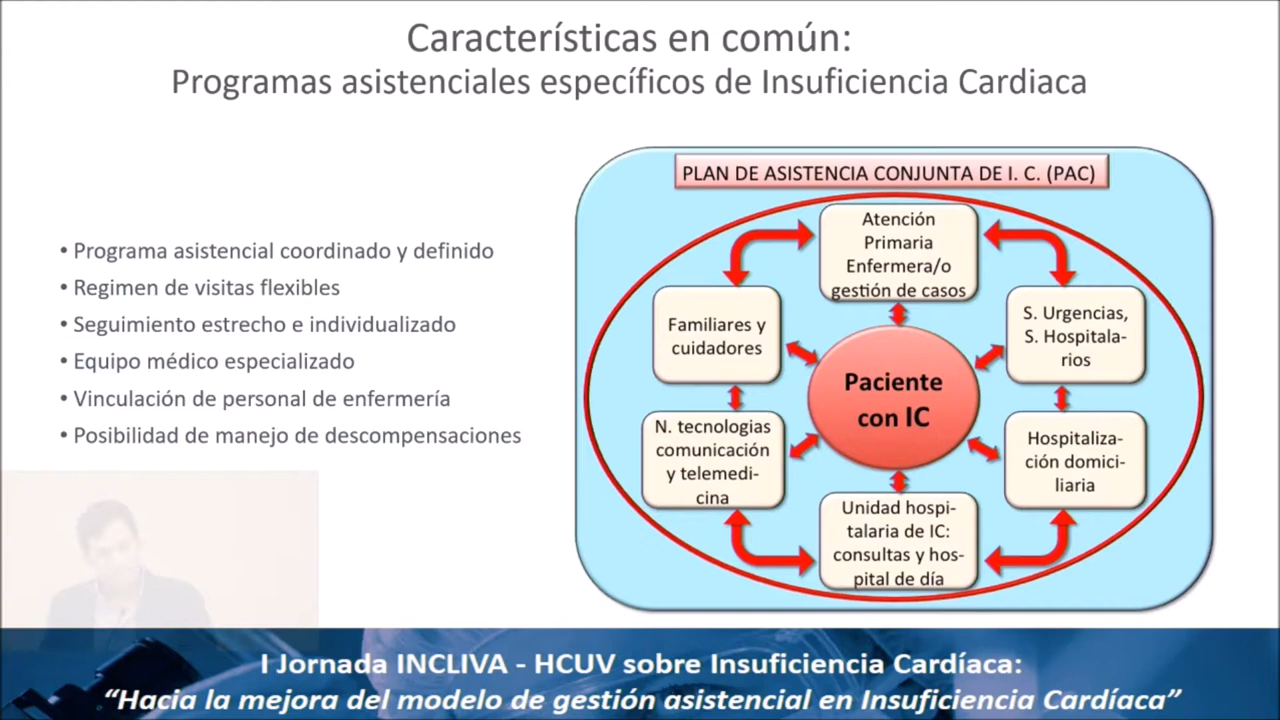 Características en común:
Programas asistenciales específicos de Insuficiencia Cardiaca
• Programa asistencial coordinado y definido
• Regimen de visitas flexibles
• Seguimiento estrecho e individualizado
• Equipo médico especializado
• Vinculación de personal de enfermería
• Posibilidad de manejo de descompensaciones
PLAN DE ASISTENCIA CONJUNTA DE I. C. (PAC)
Atención
Primaria
Enfermera/o
gestión de casos
Familiares y
cuidadores
S. Urgencias,
S. Hospitala-
rios
Paciente
con IC
N. tecnologias
comunicación
y telemedi-
cina
Hospitaliza-
ción domici-
liaria
Unidad hospi-
talaria de IC:
consultas y hos-
pital de día
I Jornada INCLIVA - HCUV sobre Insuficiencia Cardíaca:
“Hacia la mejora del modelo de gestión asistencial en Insuficiencia Cardíaca”